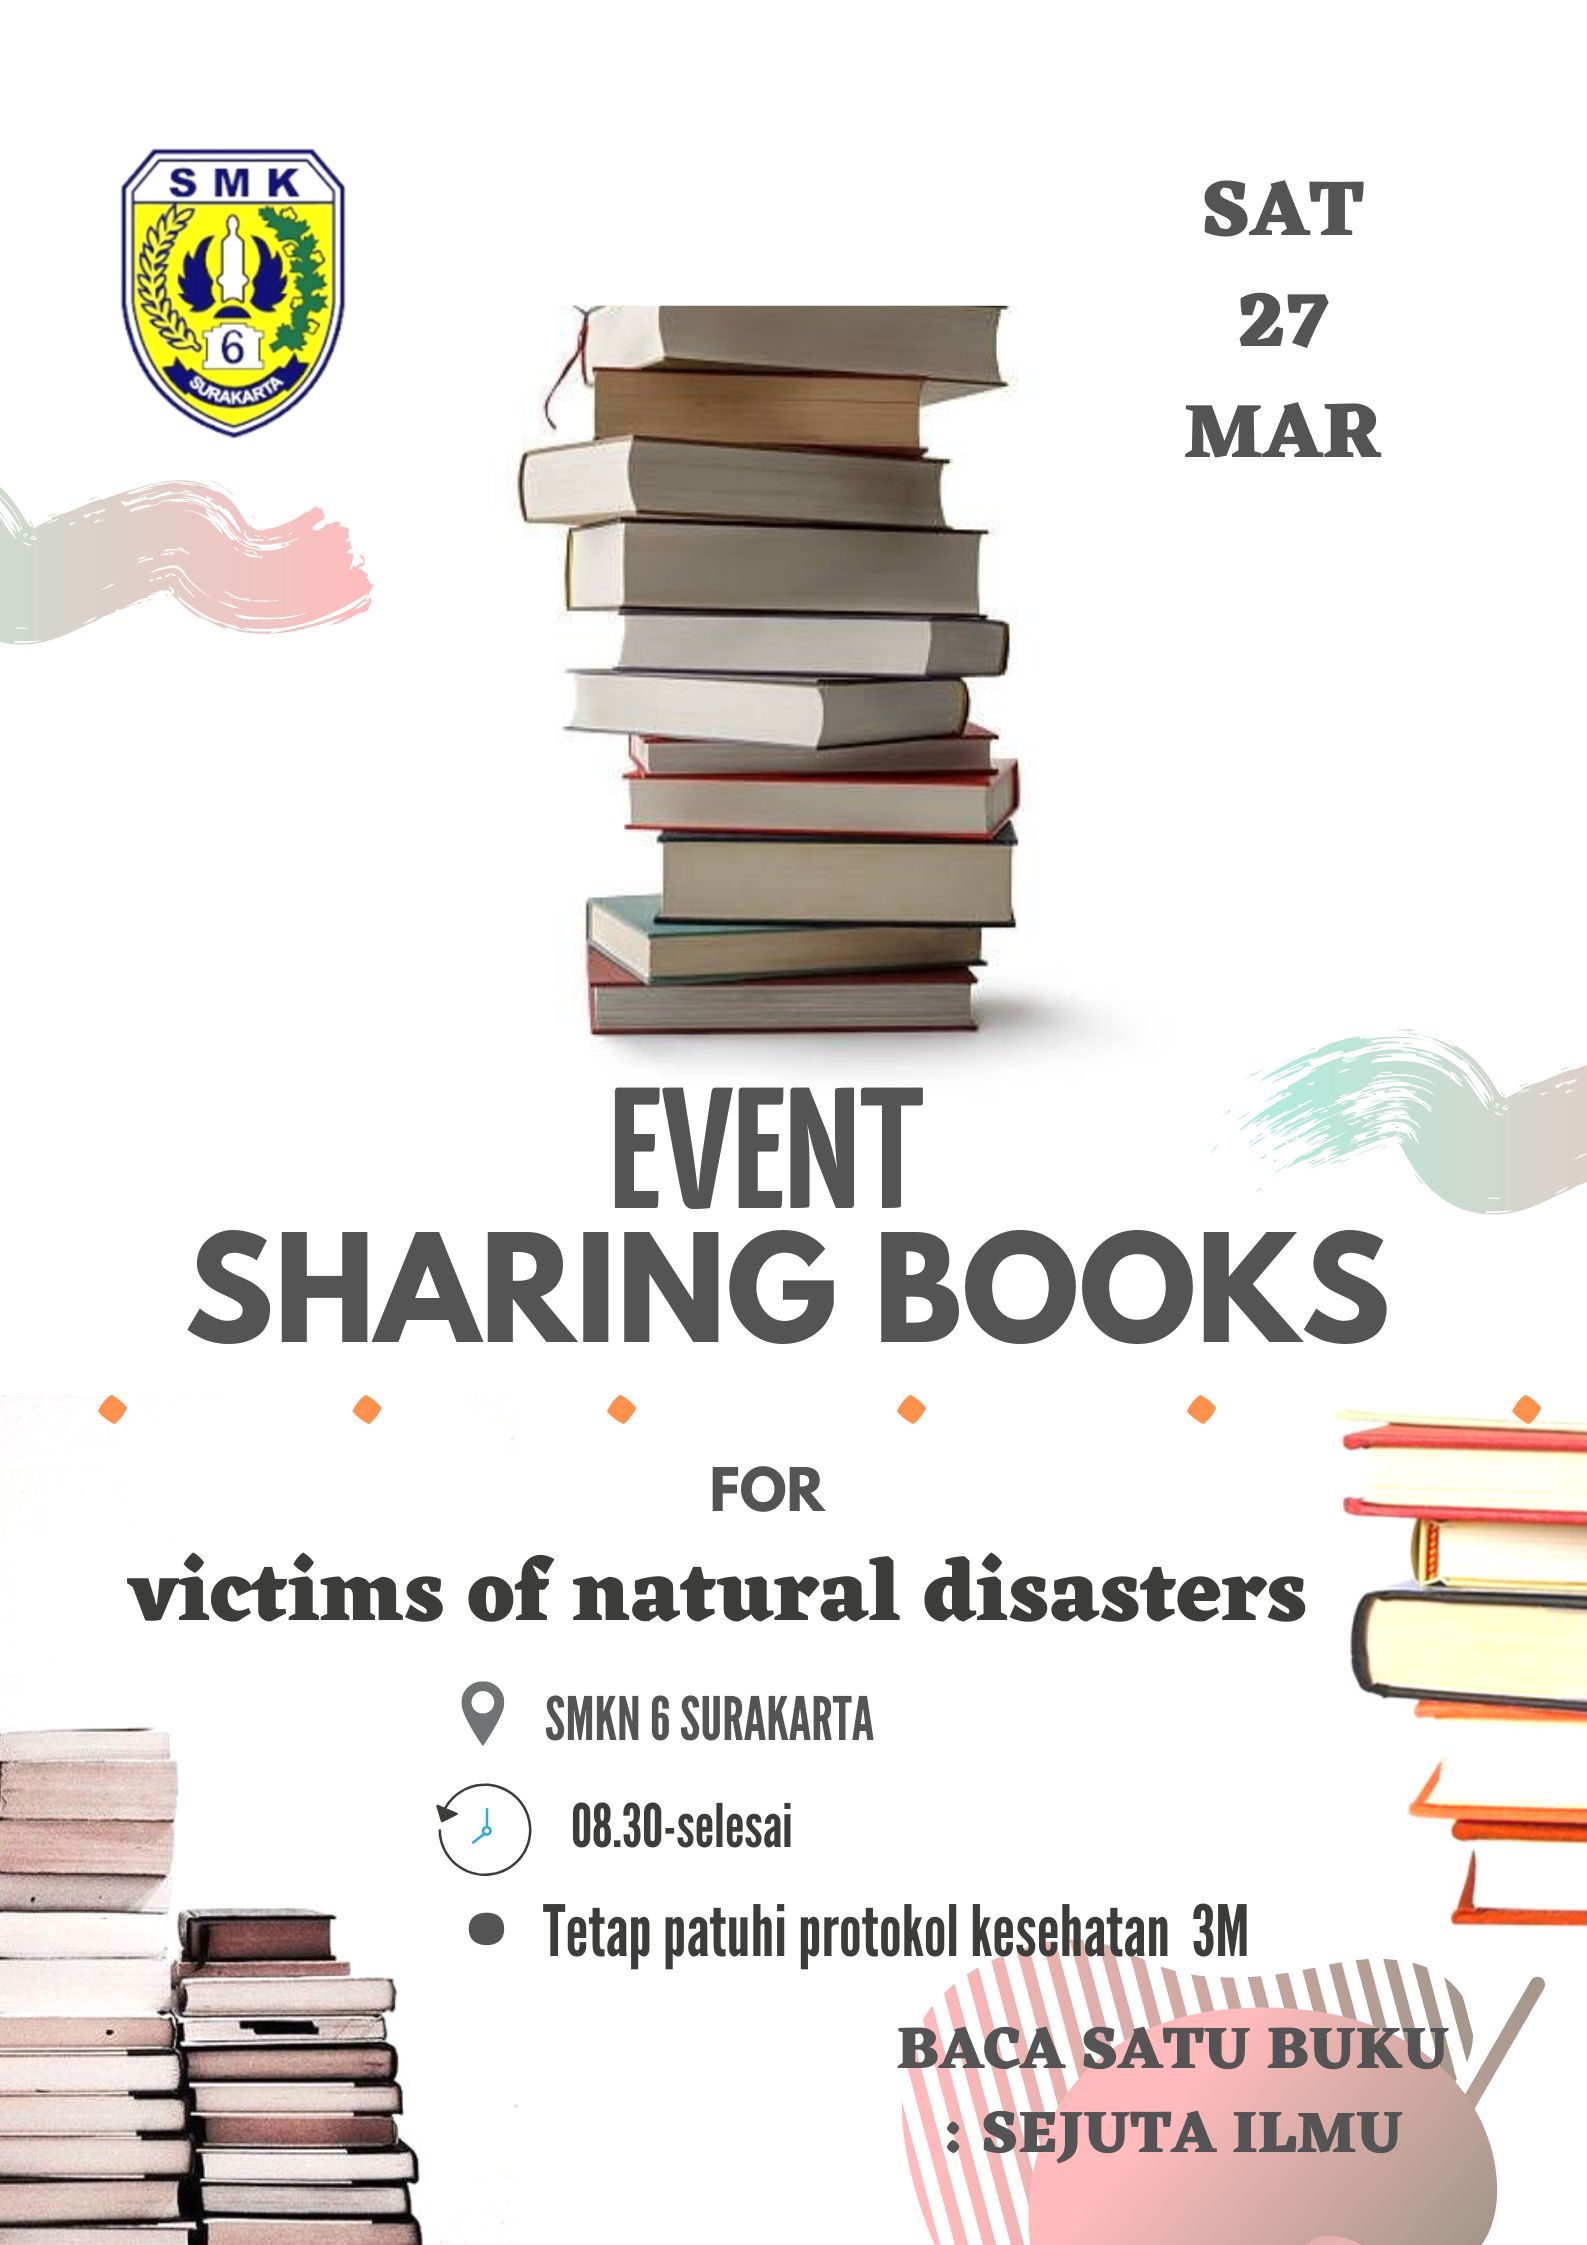 SMK
6
SURAKARTA
SAT
27
MAR
EVENT
SHARING BOOKS
FOR
victims of natural disasters
SMKN 6 SURAKARTA
08.30-selesai
Tetap patuhi protokol kesehatan 3M
BACA SATU BUKU
: SEJUTA ILMU